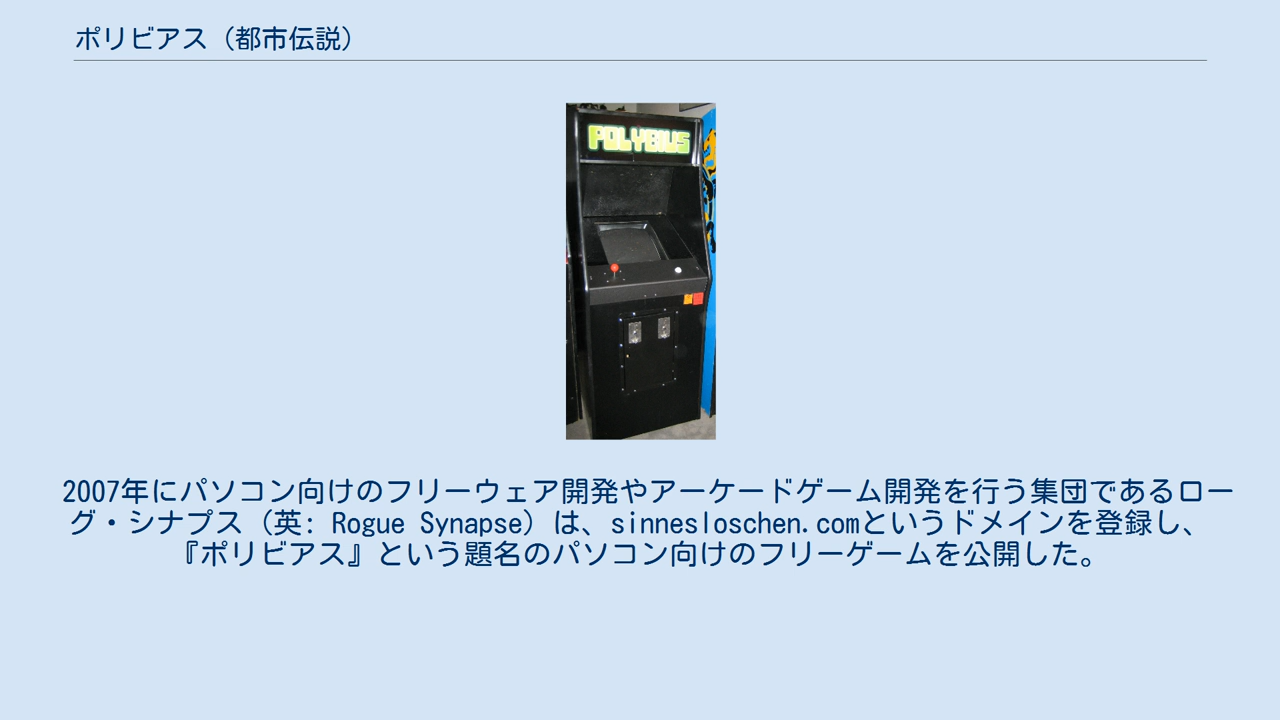 ポリビアス（都市伝説）
POLYBIUS
2007年にパソコン向けのフリーウェア開発やアーケードゲーム開発を行う集団であるロー
グ・シナプス（英: Rogue Synapse）は、sinnesloschen.comというドメインを登録し、
『ポリビアス』という題名のパソコン向けのフリーゲームを公開した。